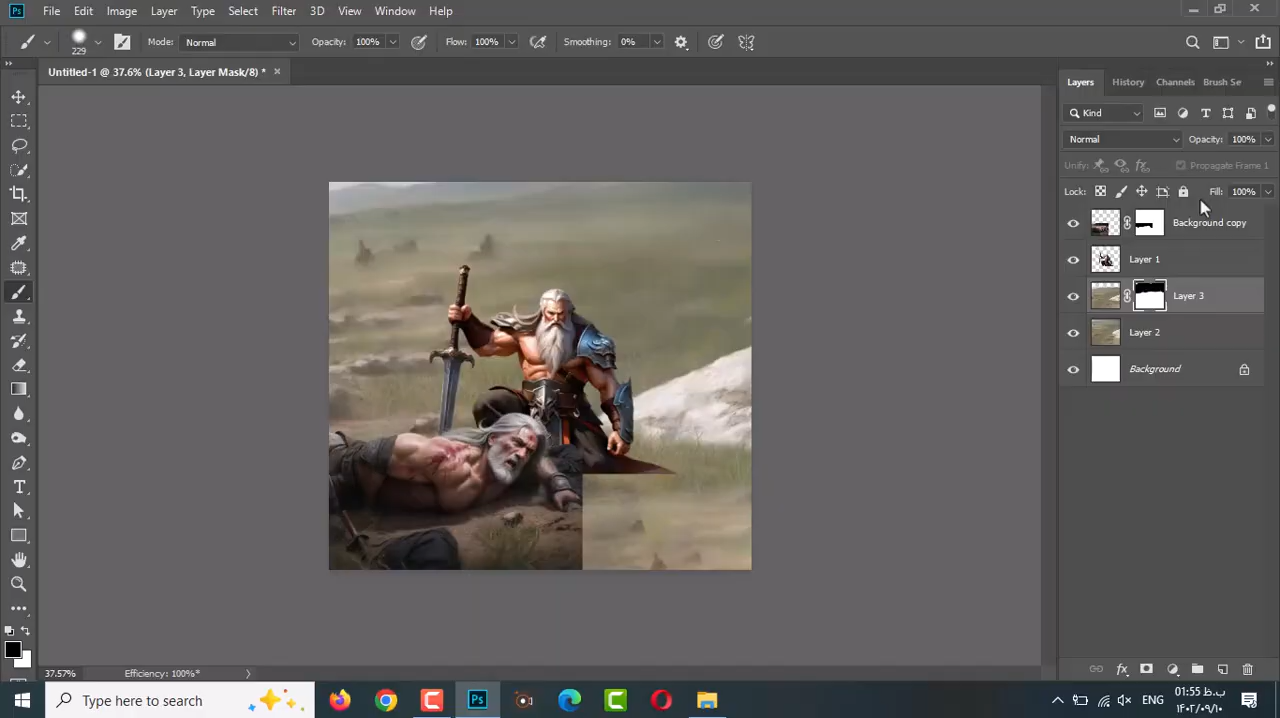 Ps File Edit Image Layer Type Select Filter 3D View Window Help
229 Mode: Normal Opacity: 100% Flow: 100% Smoothing: 0%
Untitled-1 @ 37.6% (Layer 3, Layer Mask/8) *
Layers History Channels Brush Se
Kind
Normal Opacity: 100%
Unify: Propagate Frame 1
Lock: Fill: 100%
Background copy
Layer 1
Layer 3
Layer 2
Background
37.57% Efficiency: 100%*
Type here to search
Ps
ENG
01:55 ب.ظ
۱۴۰۲/۰۹/۱۰